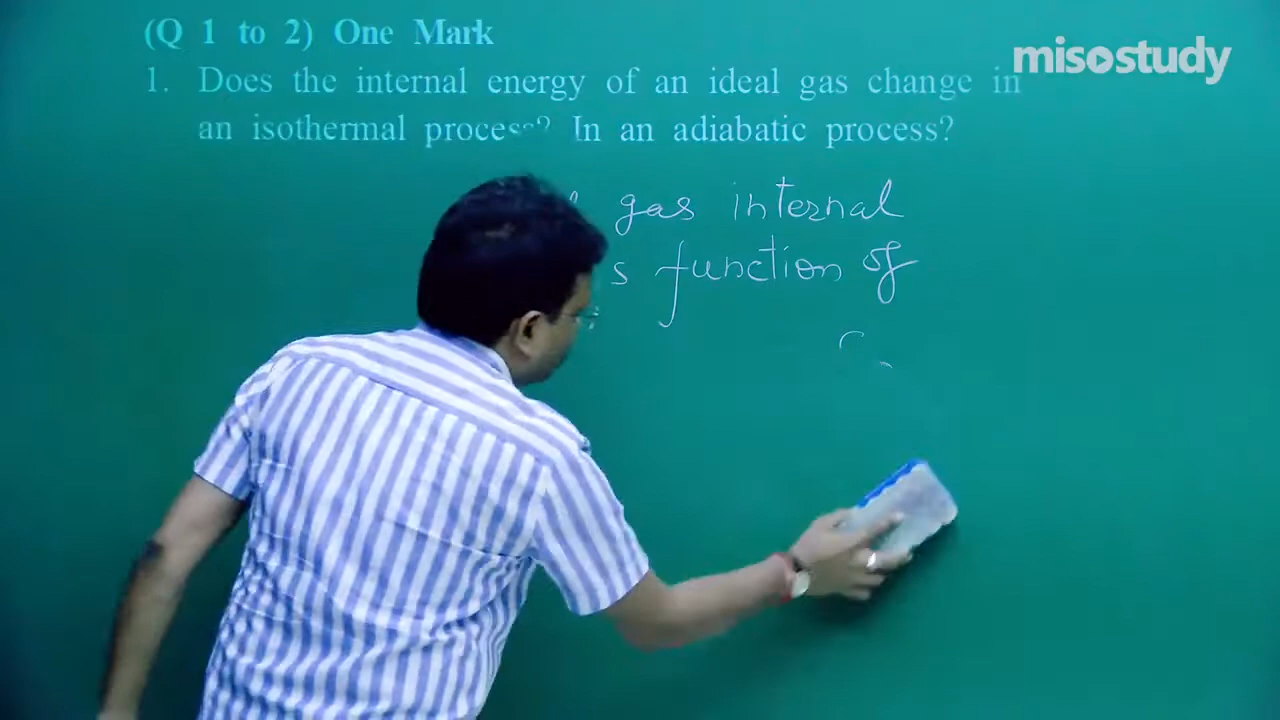 (Q 1 to 2) One Mark
misostudy
1. Does the internal energy of an ideal gas change in
an isothermal process? In an adiabatic process?
gas internal
s function of